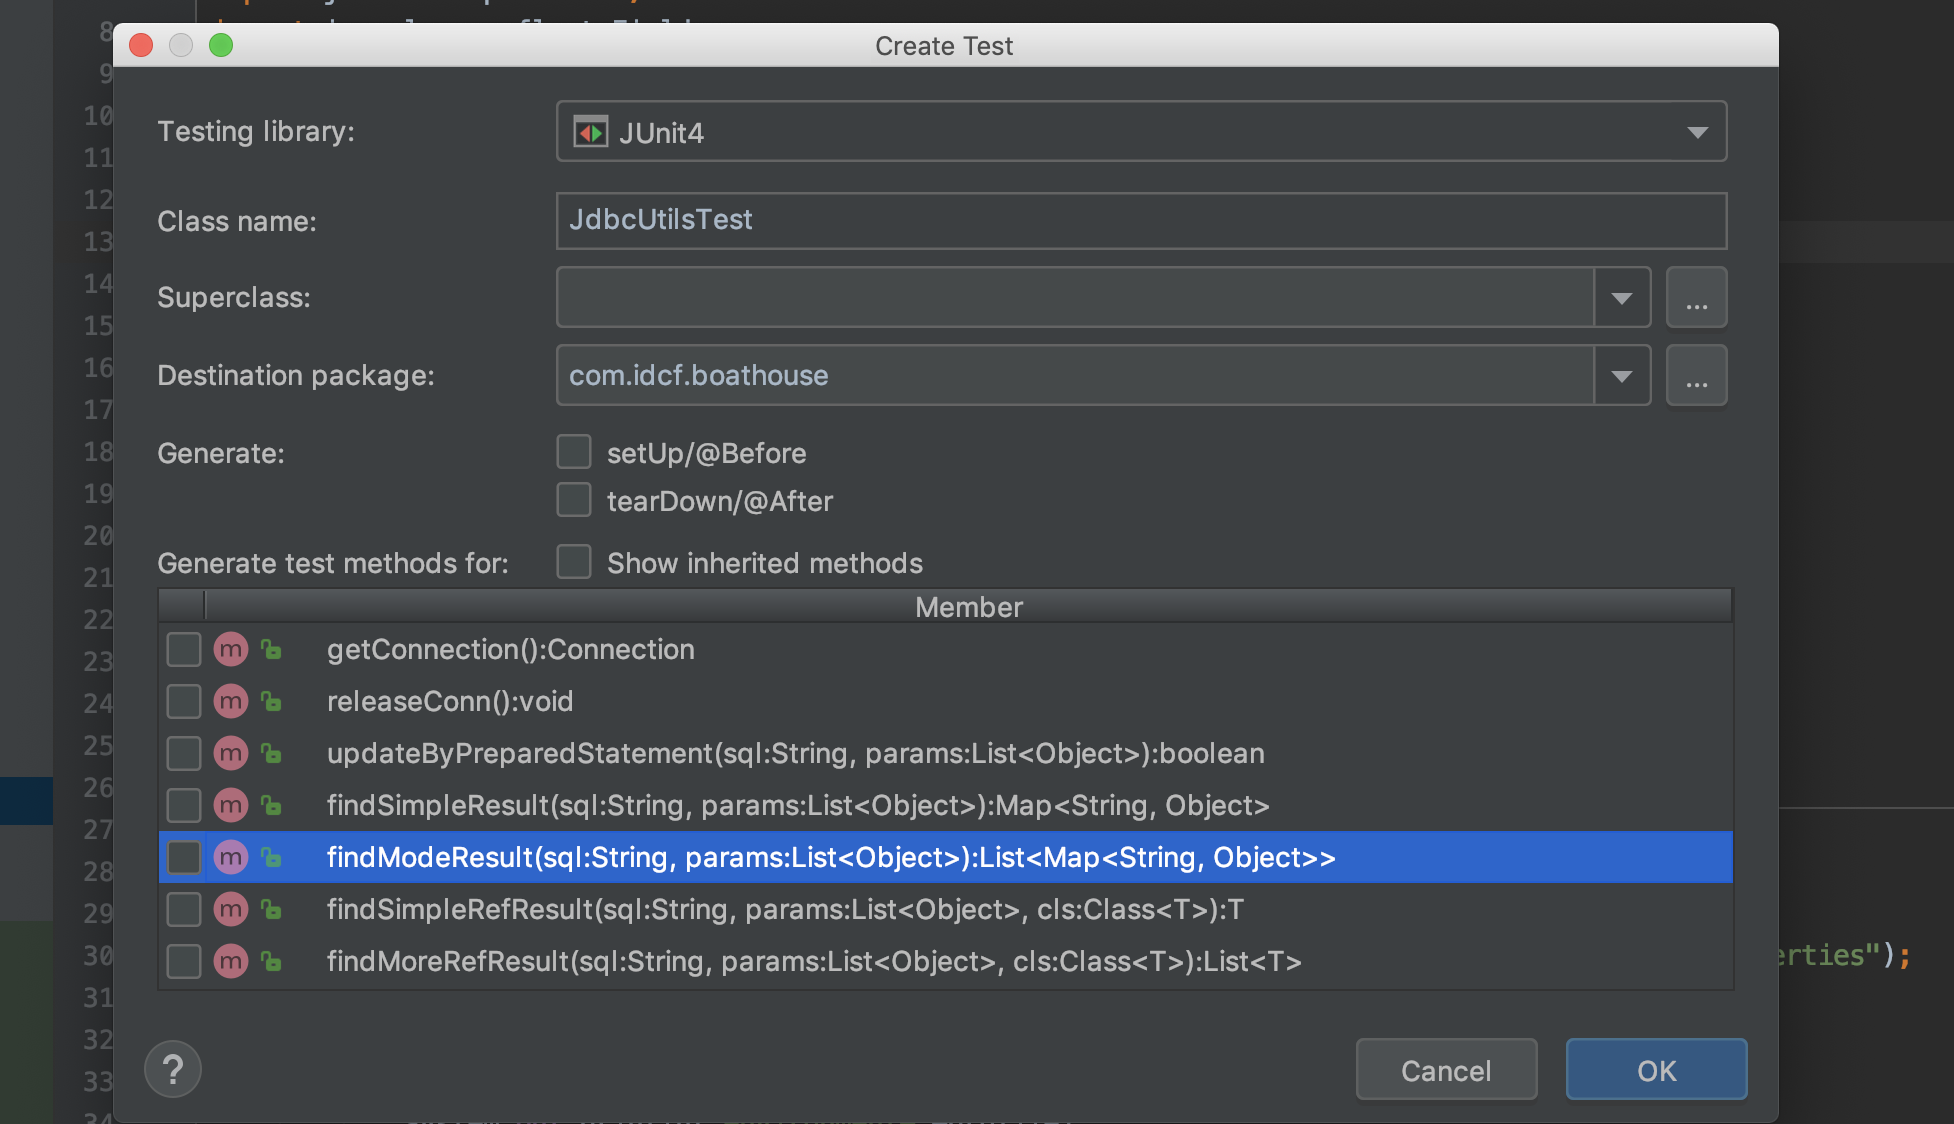 Create Test
8
9
10
11
12
13
14
15
16
17
18
19
20
21
22
23
24
25
26
27
28
29
30
31
32
33
34
Testing library: JUnit4
Class name: JdbcUtilsTest
Superclass: ...
Destination package: com.idcf.boathouse ...
Generate: setUp/@Before
tearDown/@After
Generate test methods for: Show inherited methods
Member
m getConnection():Connection
m releaseConn():void
m updateByPreparedStatement(sql:String, params:List<Object>):boolean
m findSimpleResult(sql:String, params:List<Object>):Map<String, Object>
m findModeResult(sql:String, params:List<Object>):List<Map<String, Object>>
m findSimpleRefResult(sql:String, params:List<Object>, cls:Class<T>):T
m findMoreRefResult(sql:String, params:List<Object>, cls:Class<T>):List<T>
erties");
? Cancel OK